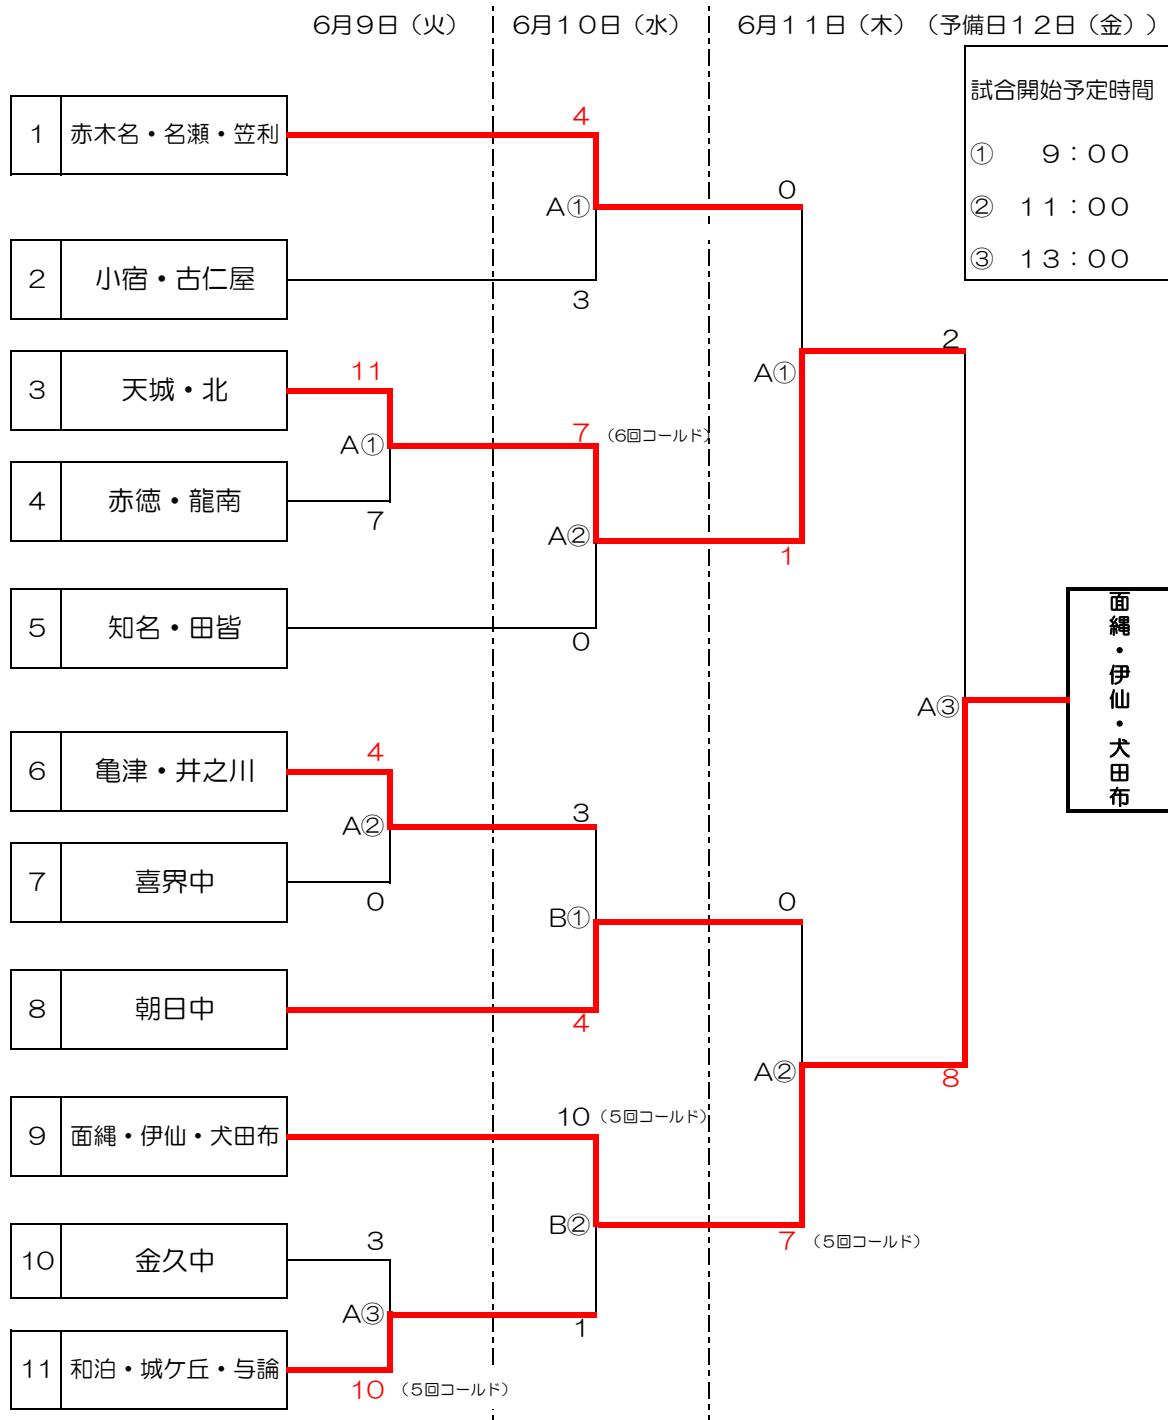 6月9日（火）
6月10日（水）
6月11日（木）（予備日12日（金））
試合開始予定時間
① 9：00
② 11：00
③ 13：00
1 赤木名・名瀬・笠利
4
A①
0
2 小宿・古仁屋
3
3 天城・北
11
A①
7 （6回コールド）
A①
2
4 赤徳・龍南
7
A②
1
5 知名・田皆
0
面縄・伊仙・犬田布
A③
6 亀津・井之川
4
A②
3
7 喜界中
0
B①
0
8 朝日中
4
A②
8
9 面縄・伊仙・犬田布
10 （5回コールド）
B②
7 （5回コールド）
10 金久中
3
A③
1
11 和泊・城ケ丘・与論
10 （5回コールド）